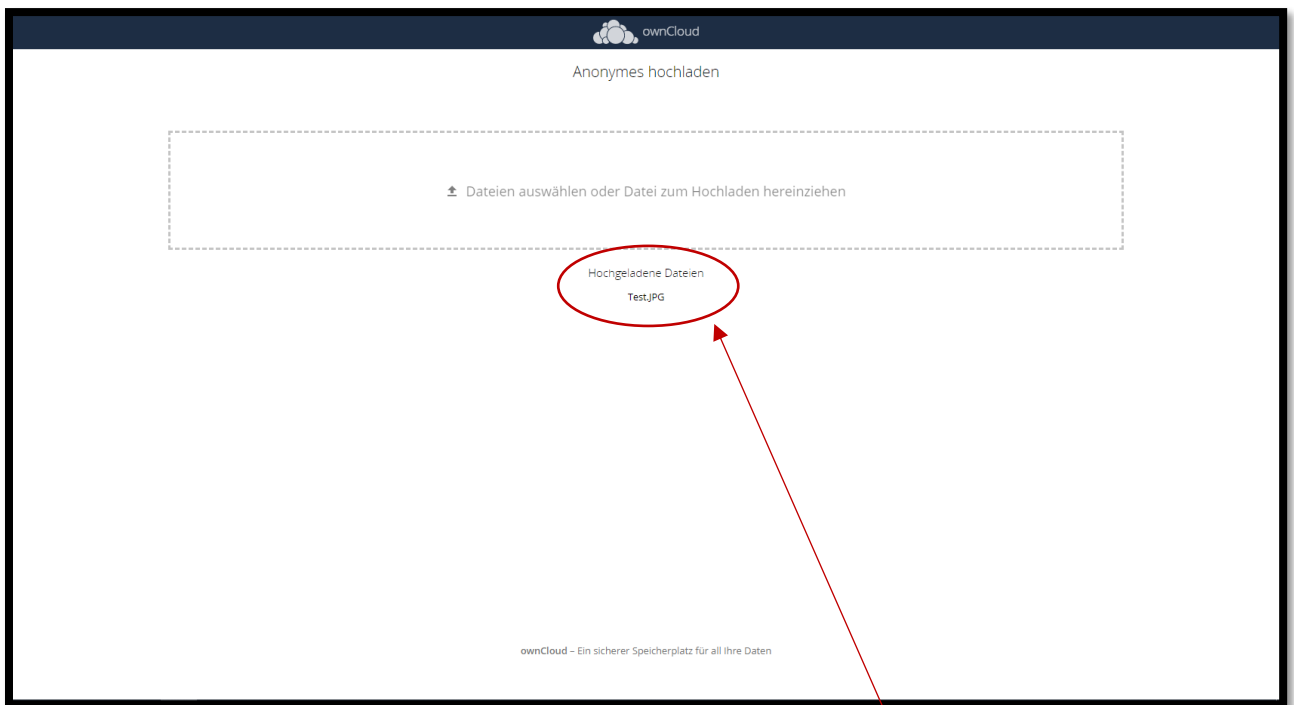 ownCloud
Anonymes hochladen
Dateien auswählen oder Datei zum Hochladen hereinziehen
Hochgeladene Dateien
Test.JPG
ownCloud – Ein sicherer Speicherplatz für all Ihre Daten